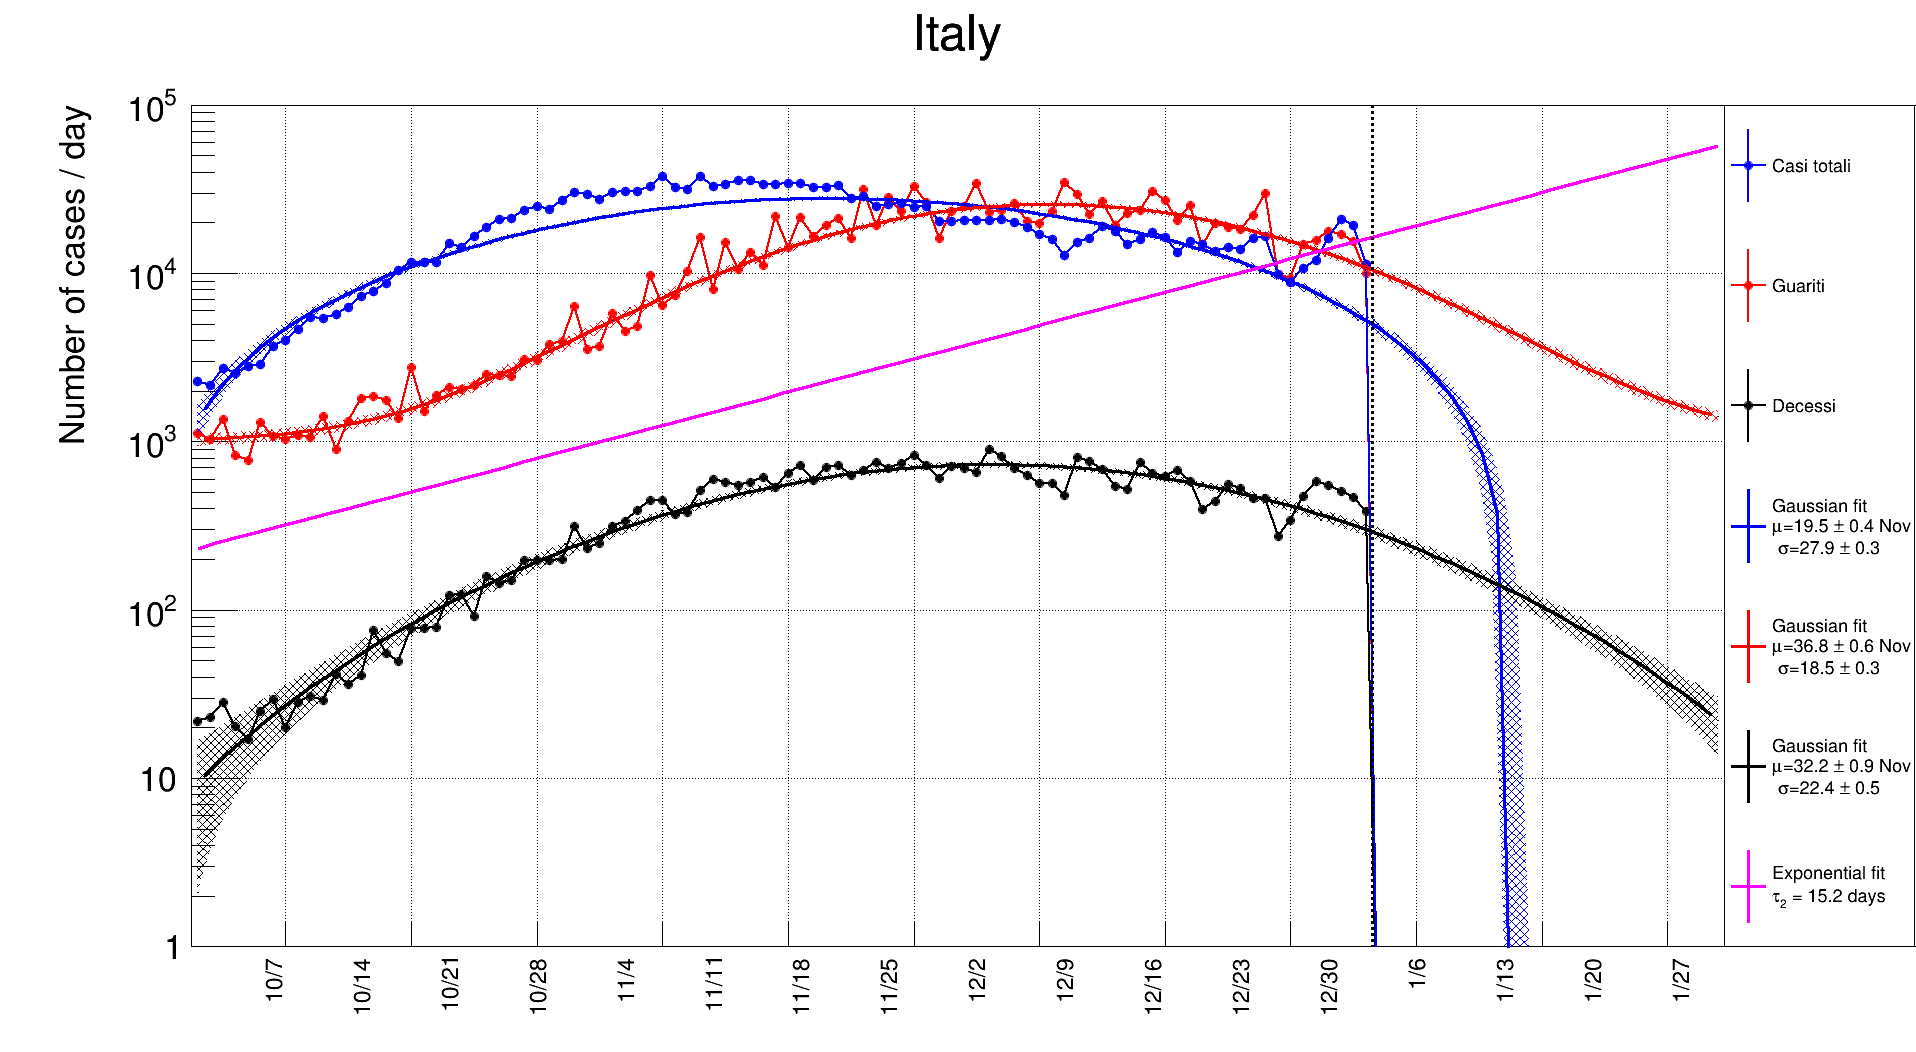 Italy
Number of cases / day
10^5
10^4
10^3
10^2
10
1
10/7
10/14
10/21
10/28
11/4
11/11
11/18
11/25
12/2
12/9
12/16
12/23
12/30
1/6
1/13
1/20
1/27
Casi totali
Guariti
Decessi
Gaussian fit
μ=19.5 ± 0.4 Nov
σ=27.9 ± 0.3
Gaussian fit
μ=36.8 ± 0.6 Nov
σ=18.5 ± 0.3
Gaussian fit
μ=32.2 ± 0.9 Nov
σ=22.4 ± 0.5
Exponential fit
τ₂ = 15.2 days